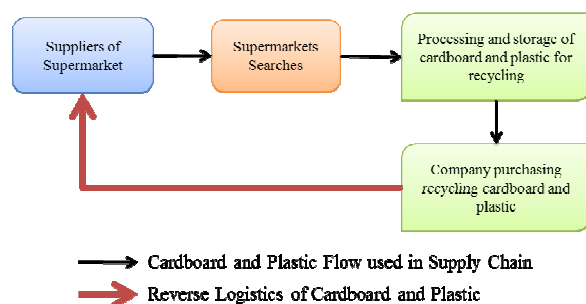 Suppliers of
Supermarket
Supermarkets
Searches
Processing and storage of
cardboard and plastic for
recycling
Company purchasing
recycling cardboard and
plastic
Cardboard and Plastic Flow used in Supply Chain
Reverse Logistics of Cardboard and Plastic